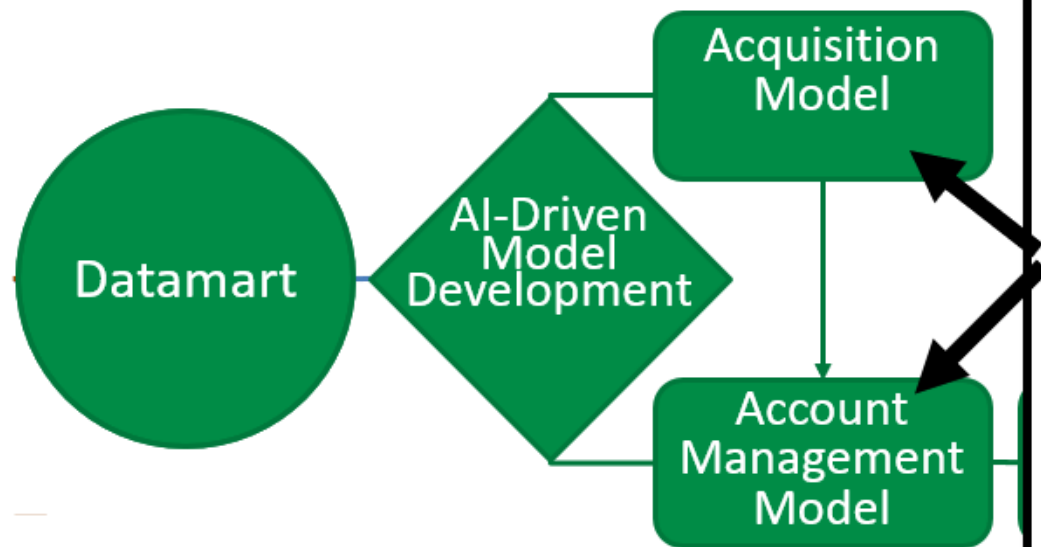 Datamart
AI-Driven
Model
Development
Acquisition
Model
Account
Management
Model